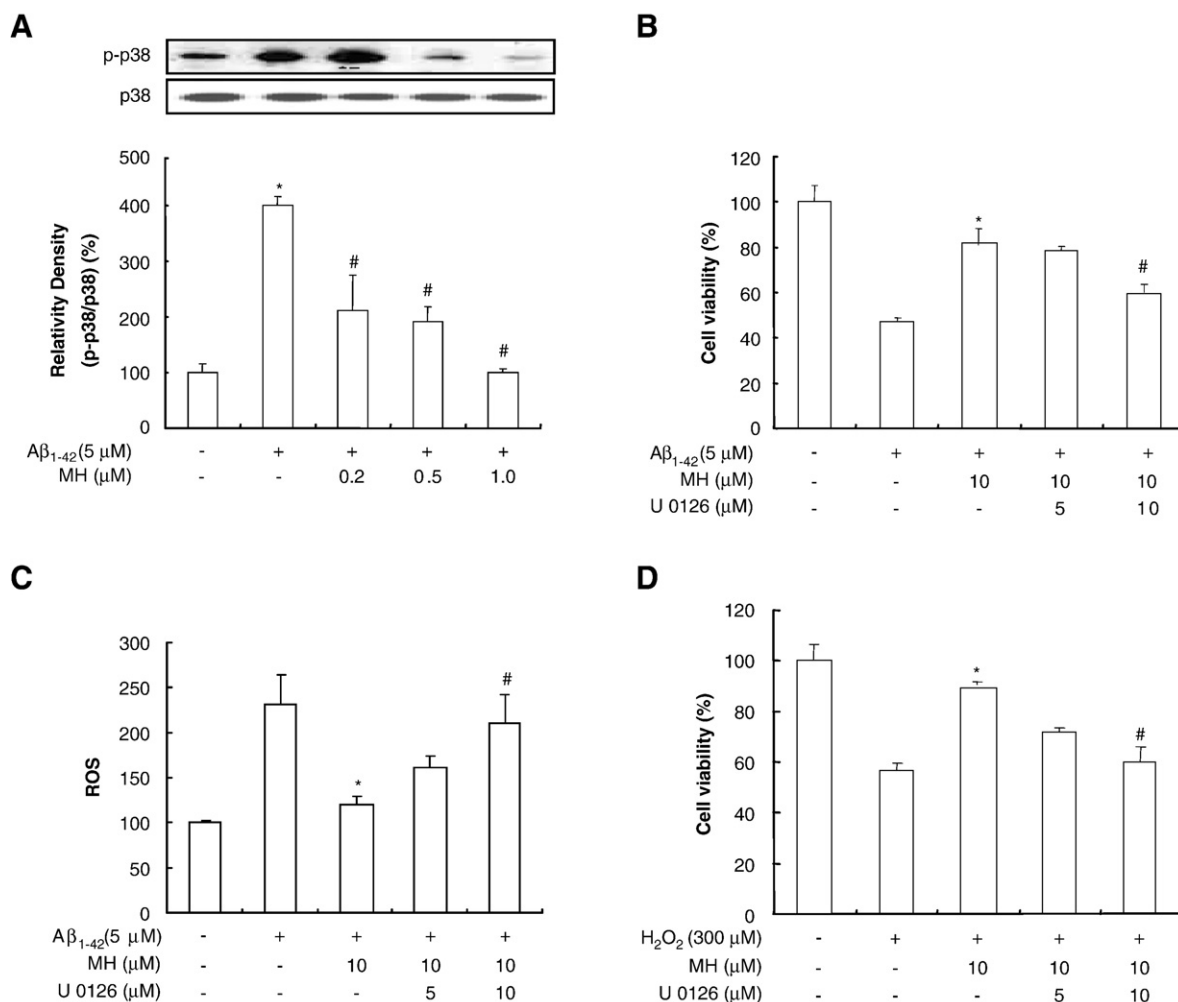 A
p-p38
p38
500
400
300
200
100
0
Relativity Density
(p-p38/p38) (%)
*
#
#
#
Aβ1-42(5 μM) - + + + +
MH (μM) - - 0.2 0.5 1.0
B
120
100
80
60
40
20
0
Cell viability (%)
*
#
Aβ1-42(5 μM) - + + + +
MH (μM) - - 10 10 10
U 0126 (μM) - - - 5 10
C
300
250
200
150
100
50
0
ROS
*
#
Aβ1-42(5 μM) - + + + +
MH (μM) - - 10 10 10
U 0126 (μM) - - - 5 10
D
120
100
80
60
40
20
0
Cell viability (%)
*
#
H2O2 (300 μM) - + + + +
MH (μM) - - 10 10 10
U 0126 (μM) - - - 5 10